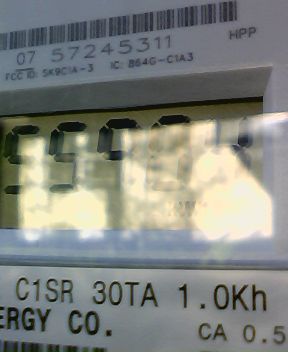 07 57245311
HPP
FCC ID: SK9C1A-3 IC: 864G-C1A3
C1SR 30TA 1.0Kh
ERGY CO.
CA 0.5